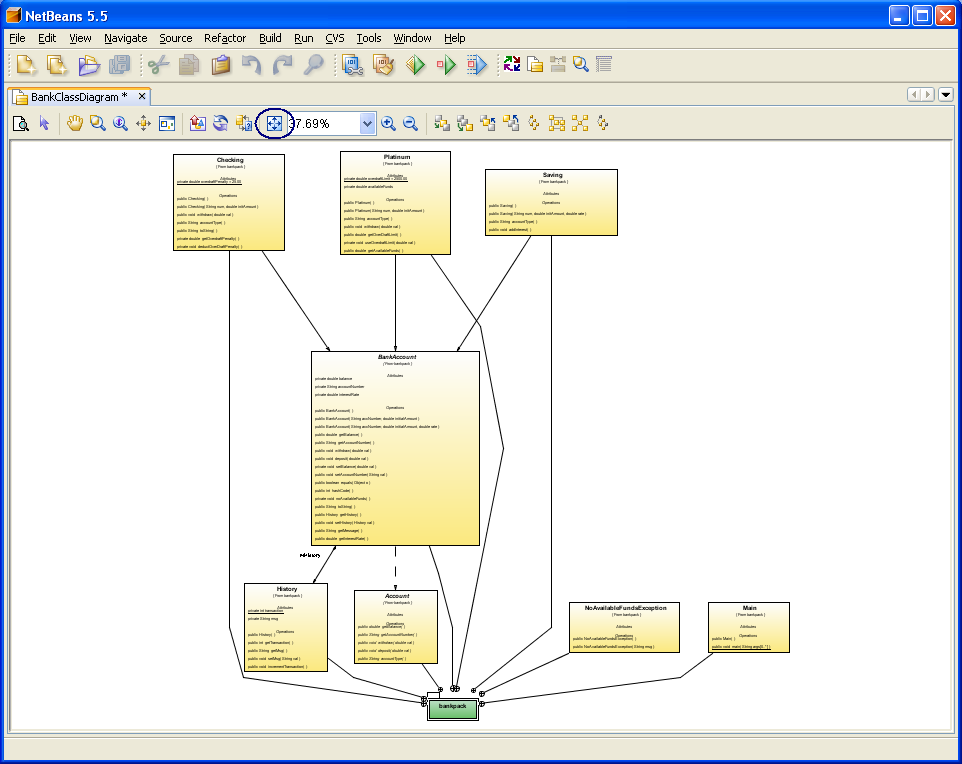 NetBeans 5.5
File Edit View Navigate Source Refactor Build Run CVS Tools Window Help
BankClassDiagram *
37.69%
Checking
(From bankpack)
Attributes
private double overdraftPenalty = 25.00
Operations
public Checking( )
public Checking( String num, double initAmount )
public void withdraw( double val )
public String accountType( )
public String toString( )
private double getOverdraftPenalty( )
private void deductOverDraftPenalty( )
Platinum
(From bankpack)
Attributes
private double availableFunds
Operations
public Platinum( )
public Platinum( String num, double initAmount )
public String accountType( )
public void withdraw( double val )
public double getOverDraftLimit( )
private void useOverdraftLimit( double val )
public double getAvailableFunds( )
Saving
(From bankpack)
Attributes
Operations
public Saving( )
public Saving( String num, double initAmount, double rate )
public String accountType( )
public void addInterest( )
BankAccount
(From bankpack)
Attributes
private double balance
private String accountNumber
private double interestRate
Operations
public BankAccount( )
public BankAccount( String accNumber, double initialAmount )
public BankAccount( String accNumber, double initialAmount, double rate )
public double getBalance( )
public String getAccountNumber( )
public void withdraw( double val )
public void deposit( double val )
private void setBalance( double val )
public void setAccountNumber( String val )
public boolean equals( Object o )
public int hashCode( )
private void noAvailableFunds( )
public String toString( )
public History getHistory( )
public void setHistory( History val )
public String getMessage( )
public double getInterestRate( )
History
(From bankpack)
Attributes
private int transaction
private String msg
Operations
public History( )
public int getTransaction( )
public String getMsg( )
public void setMsg( String val )
public void incrementTransaction( )
Account
(From bankpack)
Attributes
Operations
public double getBalance( )
public String getAccountNumber( )
public void withdraw( double val )
public void deposit( double val )
public String accountType( )
NoAvailableFundsException
(From bankpack)
Attributes
Operations
public NoAvailableFundsException( )
public NoAvailableFundsException( String msg )
Main
(From bankpack)
Attributes
Operations
public Main( )
public void main( String args[0..*] )
bankpack